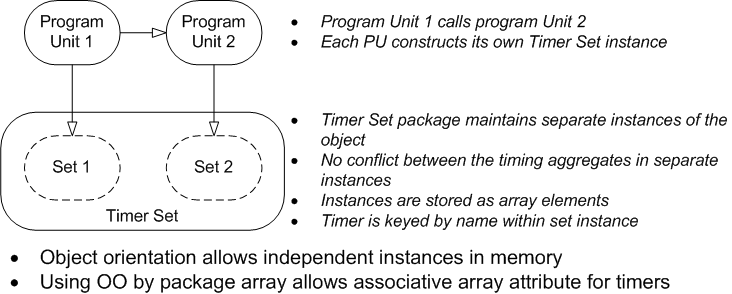 Program
Unit 1
Program
Unit 2
• Program Unit 1 calls program Unit 2
• Each PU constructs its own Timer Set instance
Set 1
Set 2
Timer Set
• Timer Set package maintains separate instances of the
object
• No conflict between the timing aggregates in separate
instances
• Instances are stored as array elements
• Timer is keyed by name within set instance
• Object orientation allows independent instances in memory
• Using OO by package array allows associative array attribute for timers